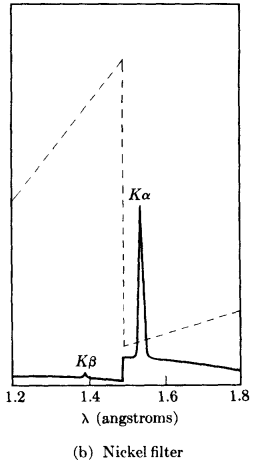 Kα
Kβ
1.2 1.4 1.6 1.8
λ (angstroms)
(b) Nickel filter